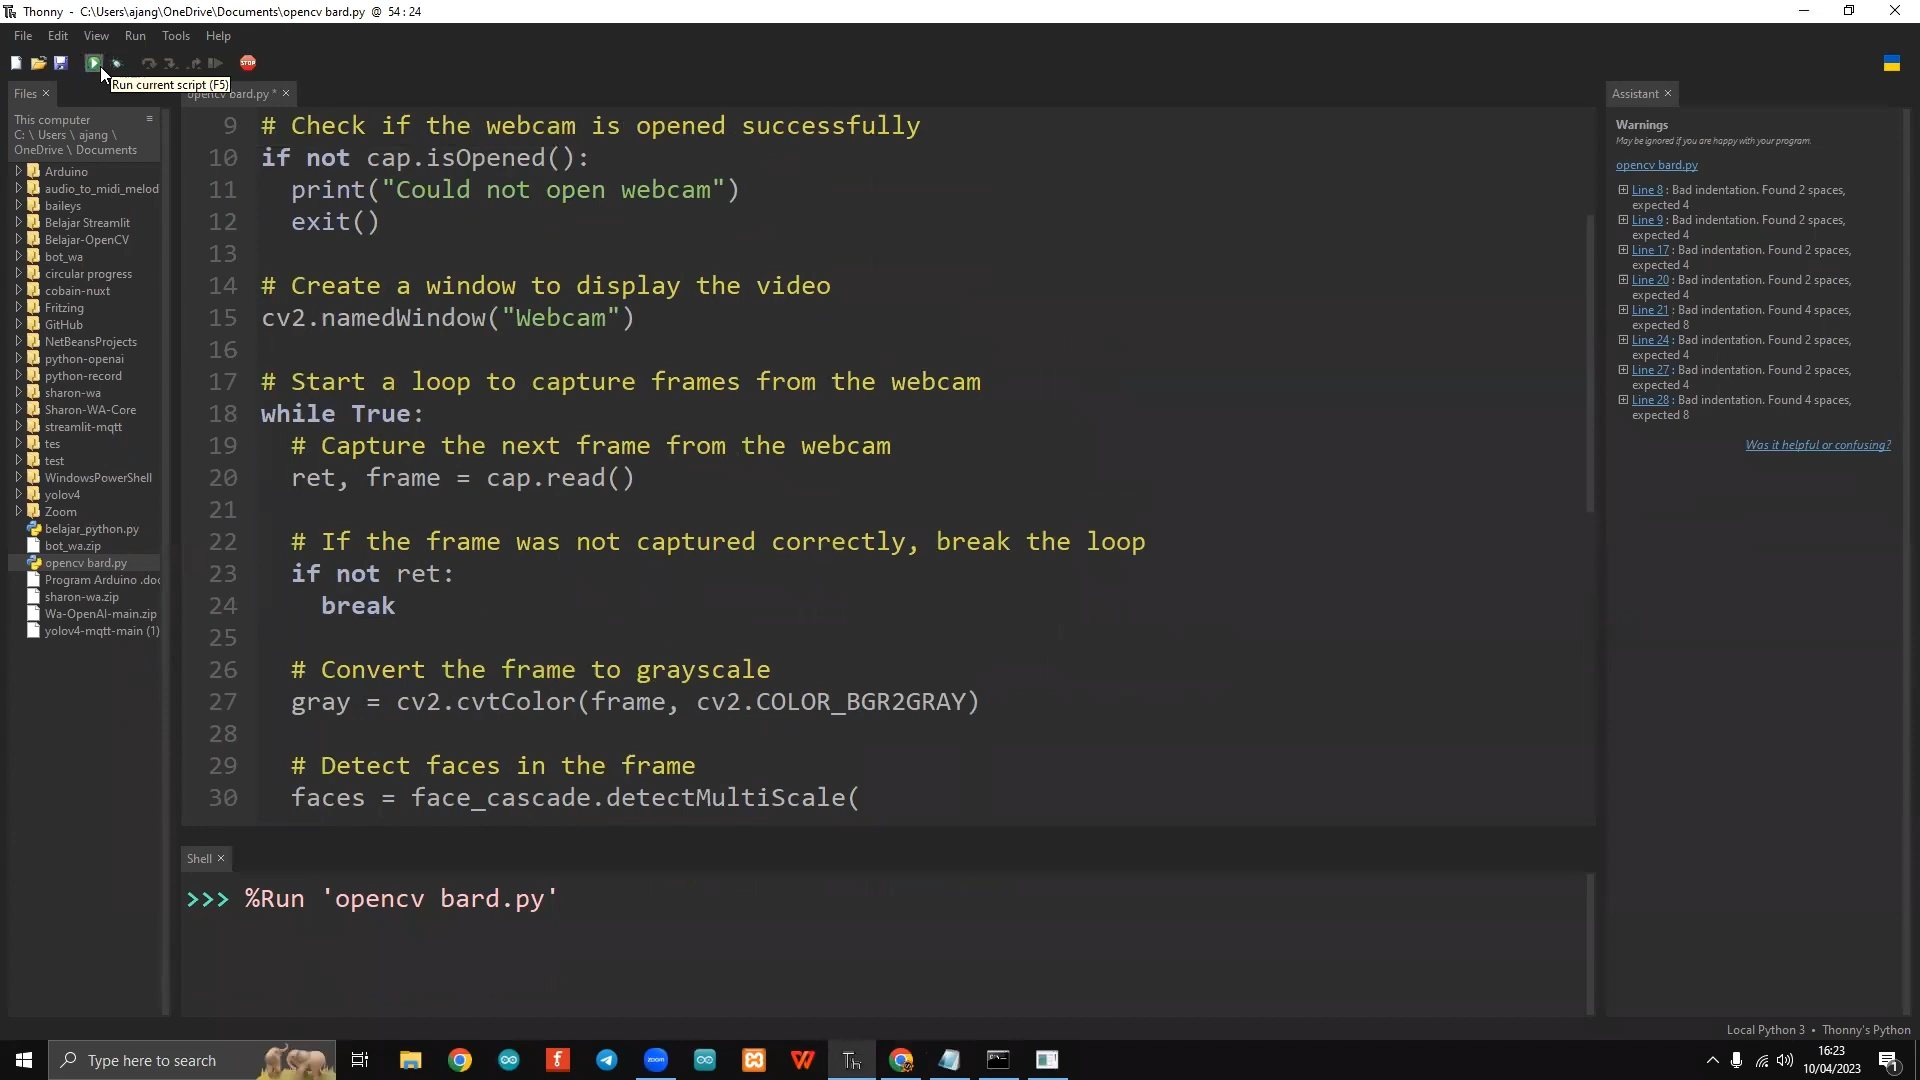 Thonny - C:\Users\ajang\OneDrive\Documents\opencv bard.py @ 54 : 24
File Edit View Run Tools Help
STOP
Run current script (F5)
Files ×
opencv bard.py * ×
Assistant ×
This computer
C: \ Users \ ajang \
OneDrive \ Documents
Arduino
audio_to_midi_melod
baileys
Belajar Streamlit
Belajar-OpenCV
bot_wa
circular progress
cobain-nuxt
Fritzing
GitHub
NetBeansProjects
python-openai
python-record
sharon-wa
Sharon-WA-Core
streamlit-mqtt
tes
test
WindowsPowerShell
yolov4
Zoom
belajar_python.py
bot_wa.zip
opencv bard.py
Program Arduino .doc
sharon-wa.zip
Wa-OpenAI-main.zip
yolov4-mqtt-main (1)
9 # Check if the webcam is opened successfully
10 if not cap.isOpened():
11 print("Could not open webcam")
12 exit()
13
14 # Create a window to display the video
15 cv2.namedWindow("Webcam")
16
17 # Start a loop to capture frames from the webcam
18 while True:
19 # Capture the next frame from the webcam
20 ret, frame = cap.read()
21
22 # If the frame was not captured correctly, break the loop
23 if not ret:
24 break
25
26 # Convert the frame to grayscale
27 gray = cv2.cvtColor(frame, cv2.COLOR_BGR2GRAY)
28
29 # Detect faces in the frame
30 faces = face_cascade.detectMultiScale(
Shell ×
>>> %Run 'opencv bard.py'
Warnings
May be ignored if you are happy with your program.
opencv bard.py
Line 8 : Bad indentation. Found 2 spaces,
expected 4
Line 9 : Bad indentation. Found 2 spaces,
expected 4
Line 17 : Bad indentation. Found 2 spaces,
expected 4
Line 20 : Bad indentation. Found 2 spaces,
expected 4
Line 21 : Bad indentation. Found 4 spaces,
expected 8
Line 24 : Bad indentation. Found 2 spaces,
expected 4
Line 27 : Bad indentation. Found 2 spaces,
expected 4
Line 28 : Bad indentation. Found 4 spaces,
expected 8
Was it helpful or confusing?
Local Python 3 • Thonny's Python
Type here to search
zoom
Th
16:23
10/04/2023
1